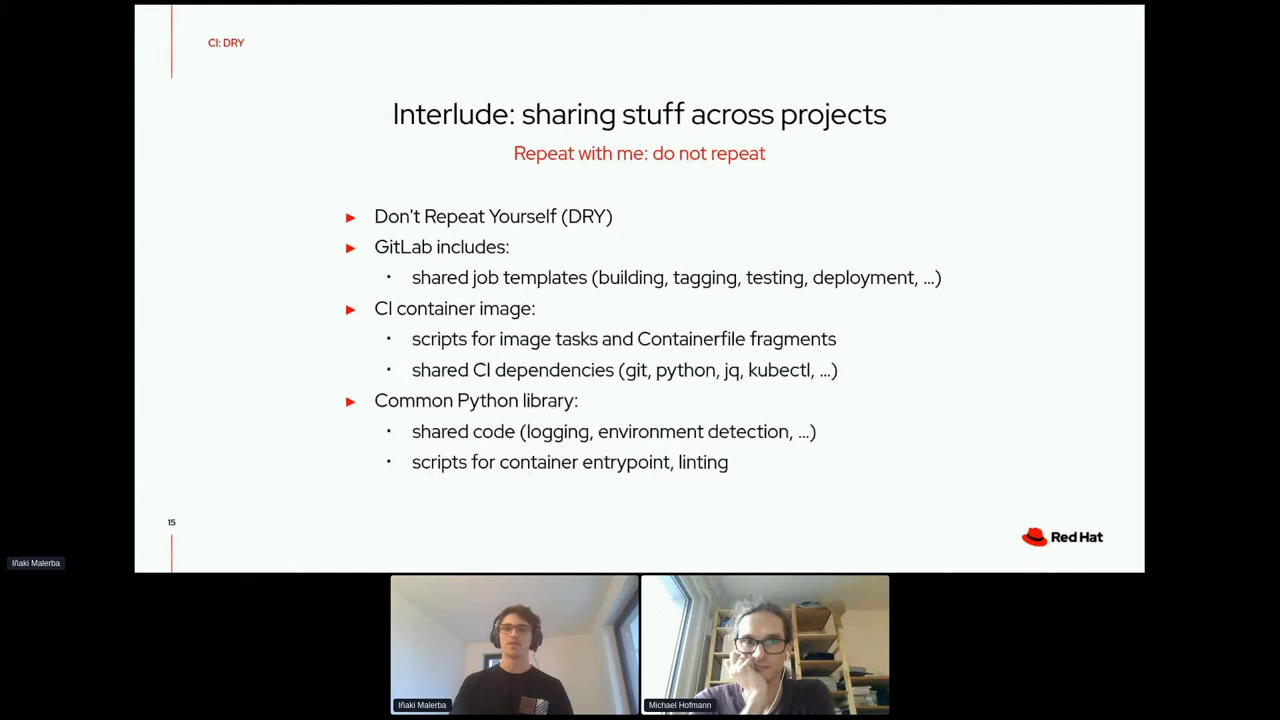 CI: DRY
Interlude: sharing stuff across projects
Repeat with me: do not repeat
► Don't Repeat Yourself (DRY)
► GitLab includes:
• shared job templates (building, tagging, testing, deployment, ...)
► CI container image:
• scripts for image tasks and Containerfile fragments
• shared CI dependencies (git, python, jq, kubectl, ...)
► Common Python library:
• shared code (logging, environment detection, ...)
• scripts for container entrypoint, linting
15
Red Hat
Iñaki Malerba
Iñaki Malerba
Michael Hofmann